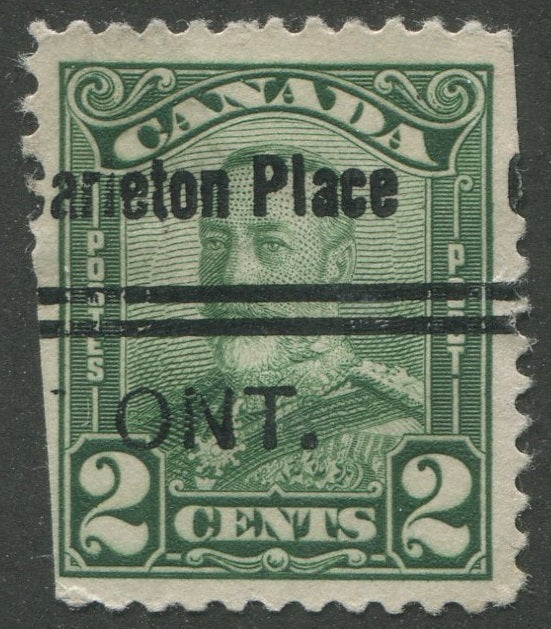 CANADA
arleton Place
POSTES
POST
ONT.
2 CENTS 2